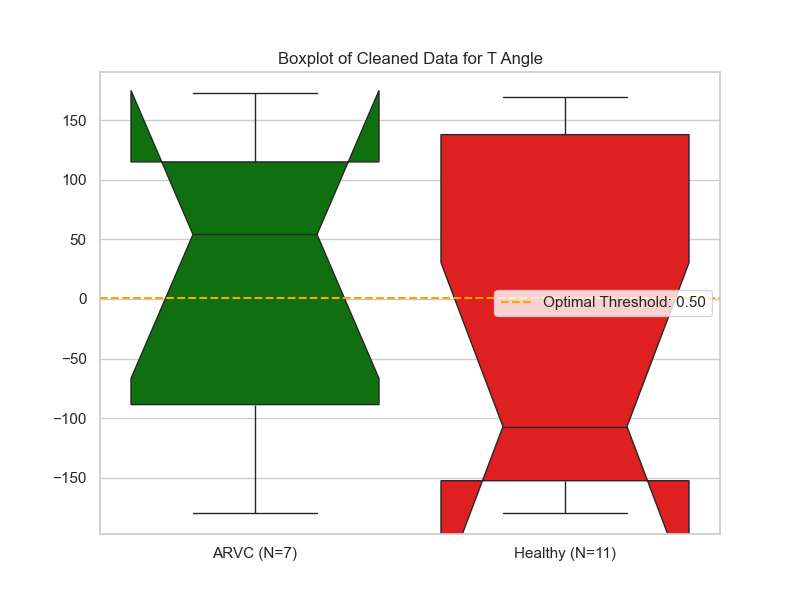 Boxplot of Cleaned Data for T Angle
150
100
50
0
−50
−100
−150
Optimal Threshold: 0.50
ARVC (N=7)
Healthy (N=11)